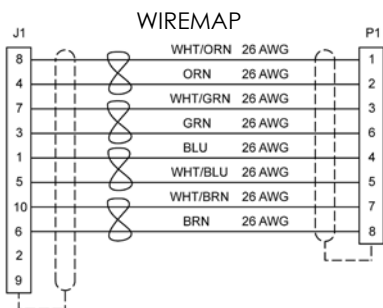 WIREMAP
J1 P1
8 WHT/ORN 26 AWG 1
4 ORN 26 AWG 2
7 WHT/GRN 26 AWG 3
3 GRN 26 AWG 6
1 BLU 26 AWG 4
5 WHT/BLU 26 AWG 5
10 WHT/BRN 26 AWG 7
6 BRN 26 AWG 8
2
9